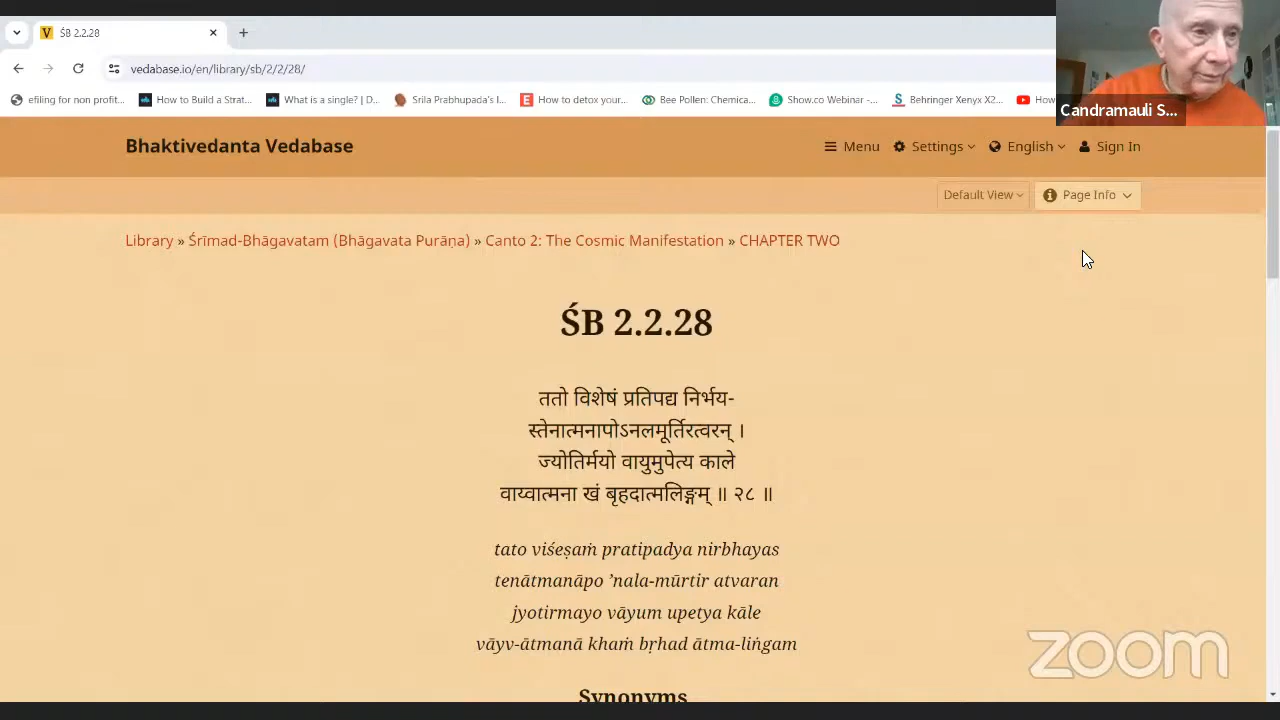 ŚB 2.2.28
vedabase.io/en/library/sb/2/2/28/
efiling for non profit... How to Build a Strat... What is a single? D... Srila Prabhupada's l... How to detox your... Bee Pollen: Chemica... Show.co Webinar -... Behringer Xenyx X2... How
Candramauli S...
Bhaktivedanta Vedabase
Menu Settings English Sign In
Default View Page Info
Library » Śrīmad-Bhāgavatam (Bhāgavata Purāṇa) » Canto 2: The Cosmic Manifestation » CHAPTER TWO
ŚB 2.2.28
ततो विशेषं प्रतिपद्य निर्भय-
स्तेनात्मनापोऽनलमूर्तिरत्वरन् ।
ज्योतिर्मयो वायुमुपेत्य काले
वाय्वात्मना खं बृहदात्मलिङ्गम् ॥ २८ ॥
tato viśeṣaṁ pratipadya nirbhayas
tenātmanāpo ’nala-mūrtir atvaran
jyotirmayo vāyum upetya kāle
vāyv-ātmanā khaṁ bṛhad ātma-liṅgam
Synonyms
zoom